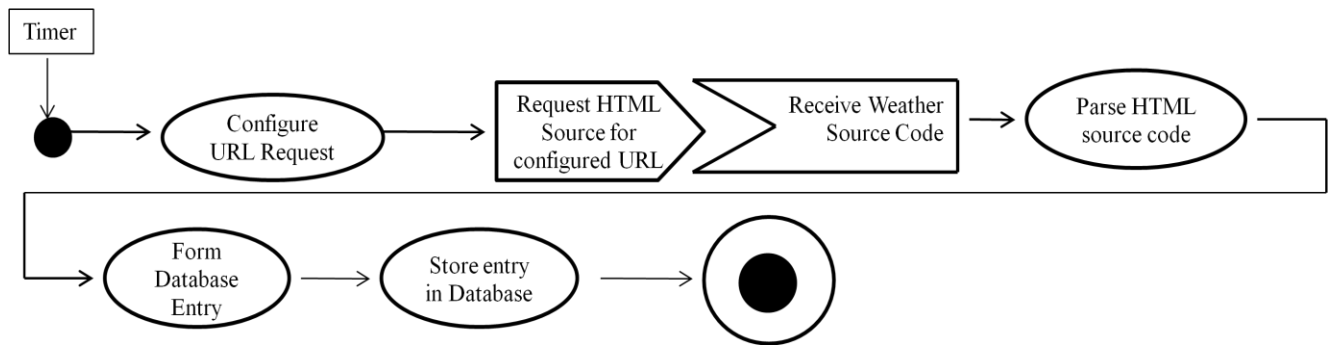 Timer
Configure
URL Request
Request HTML
Source for
configured URL
Receive Weather
Source Code
Parse HTML
source code
Form
Database
Entry
Store entry
in Database